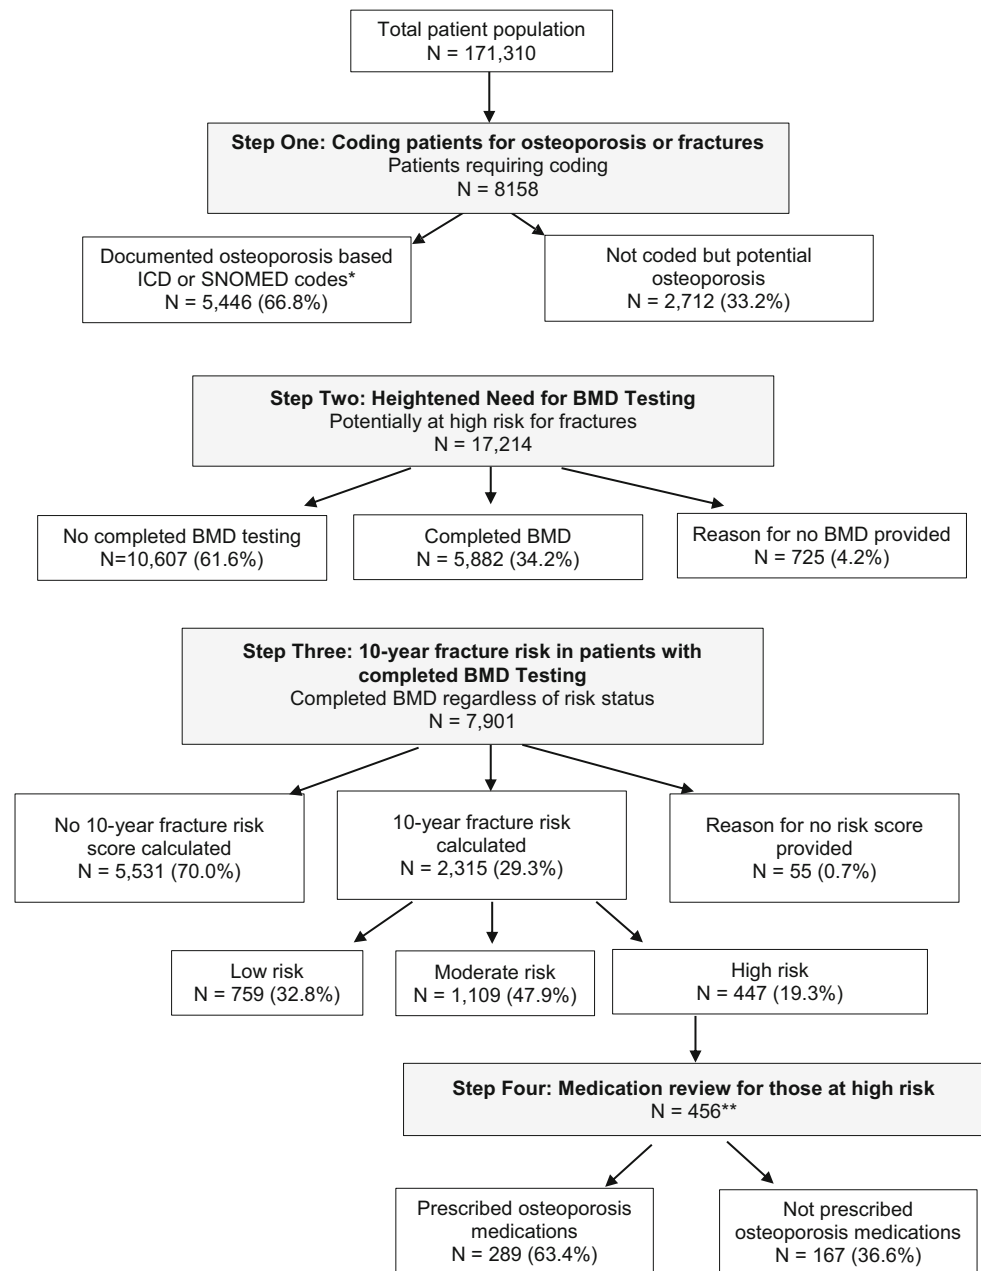 Total patient population
N = 171,310
Step One: Coding patients for osteoporosis or fractures
Patients requiring coding
N = 8158
Documented osteoporosis based
ICD or SNOMED codes*
N = 5,446 (66.8%)
Not coded but potential
osteoporosis
N = 2,712 (33.2%)
Step Two: Heightened Need for BMD Testing
Potentially at high risk for fractures
N = 17,214
No completed BMD testing
N=10,607 (61.6%)
Completed BMD
N = 5,882 (34.2%)
Reason for no BMD provided
N = 725 (4.2%)
Step Three: 10-year fracture risk in patients with
completed BMD Testing
Completed BMD regardless of risk status
N = 7,901
No 10-year fracture risk
score calculated
N = 5,531 (70.0%)
10-year fracture risk
calculated
N = 2,315 (29.3%)
Reason for no risk score
provided
N = 55 (0.7%)
Low risk
N = 759 (32.8%)
Moderate risk
N = 1,109 (47.9%)
High risk
N = 447 (19.3%)
Step Four: Medication review for those at high risk
N = 456**
Prescribed osteoporosis
medications
N = 289 (63.4%)
Not prescribed
osteoporosis medications
N = 167 (36.6%)